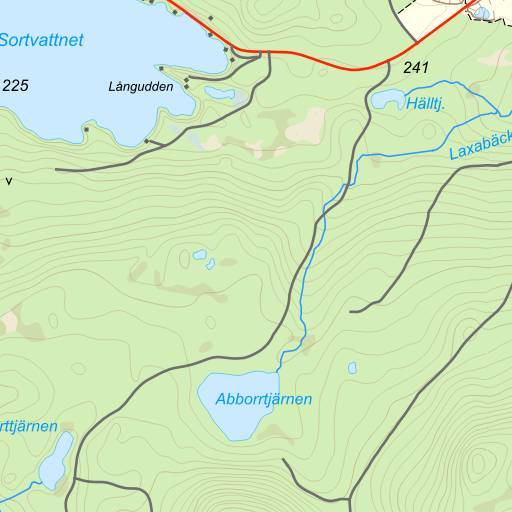 Sortvattnet
241
225
Långudden
Hälltj.
Laxabäck
Abborrtjärnen
rttjärnen